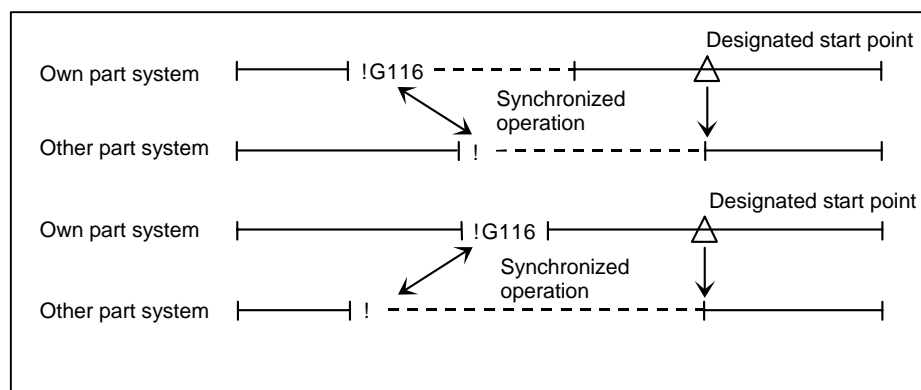 Designated start point
Own part system
!G116
Synchronized
operation
Other part system
!
Designated start point
Own part system
!G116
Synchronized
operation
Other part system
!